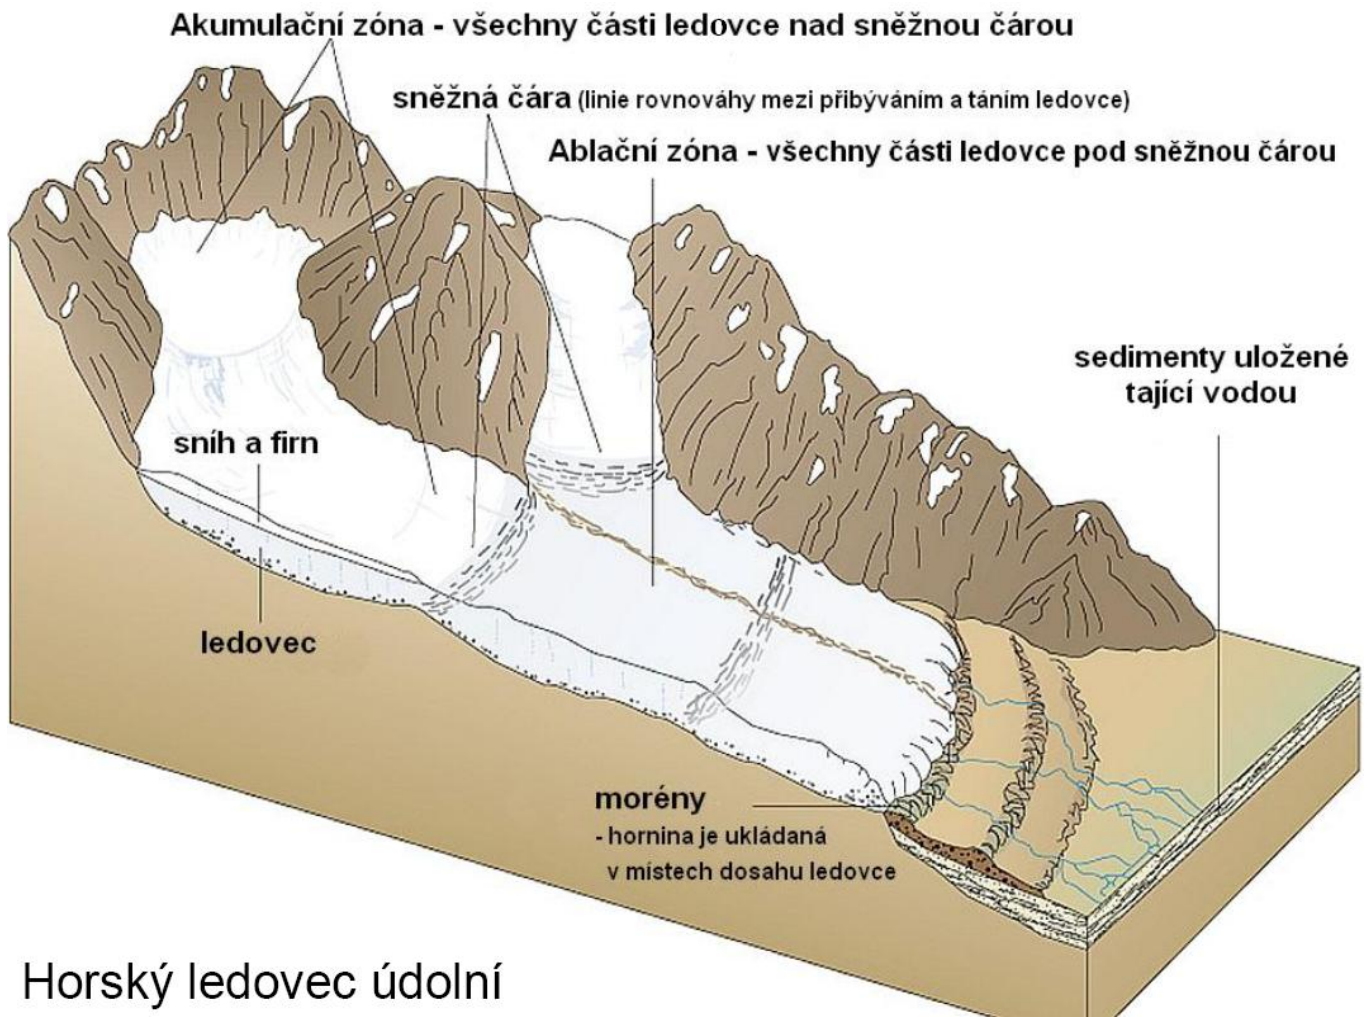 Akumulační zóna - všechny části ledovce nad sněžnou čárou
sněžná čára (linie rovnováhy mezi přibýváním a táním ledovce)
Ablační zóna - všechny části ledovce pod sněžnou čárou
sedimenty uložené
tající vodou
sníh a firn
ledovec
morény
- hornina je ukládaná
v místech dosahu ledovce
Horský ledovec údolní